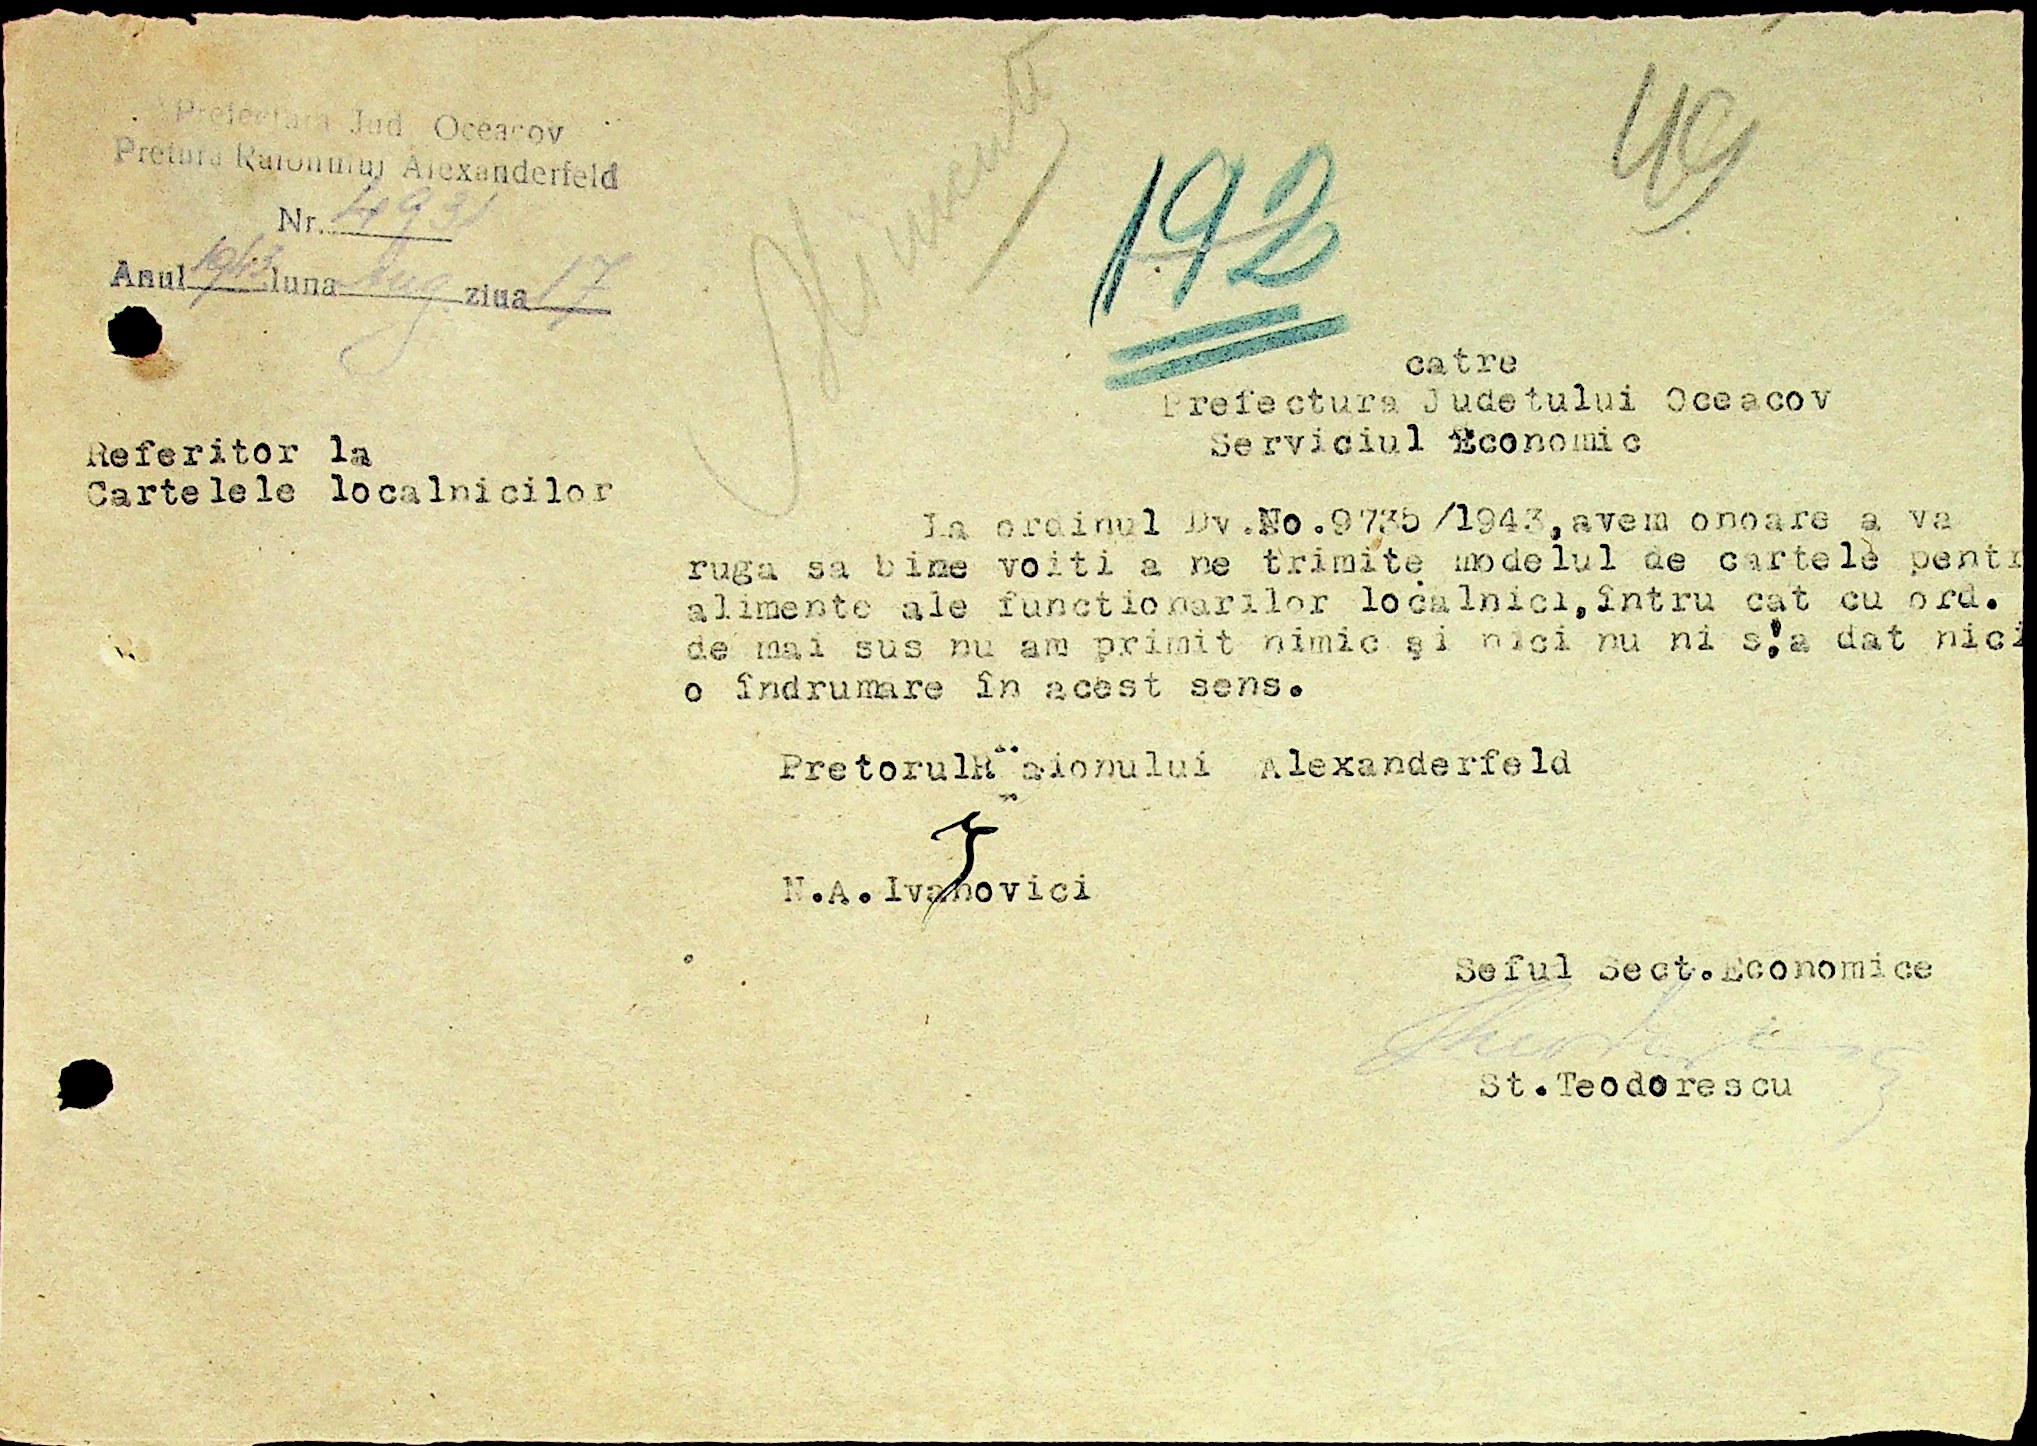 Prefectura Jud. Oceacov
Pretura Raionului Alexanderfeld
Nr. 4931
Anul 1943 luna Aug. ziua 17
Alimente
192
49
catre
Prefectura Judetului Oceacov
Serviciul Economic
Referitor la
Cartelele localnicilor
La ordinul Dv.No.9735/1943,avem onoare a va
ruga sa bine voiti a ne trimite modelul de cartele pentr
alimente ale functionarilor localnici,întru cat cu ord.
de mai sus nu am primit nimic şi nici nu ni s'a dat nici
o îndrumare în acest sens.
PretorulRaionului Alexanderfeld
N.A.Ivanovici
Seful Sect.Economice
St.Teodorescu